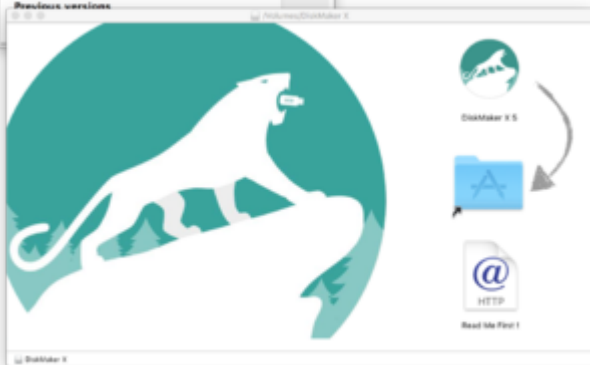 Previous versions
/Volumes/DiskMaker X
DiskMaker X 5
@
HTTP
Read Me First !
DiskMaker X